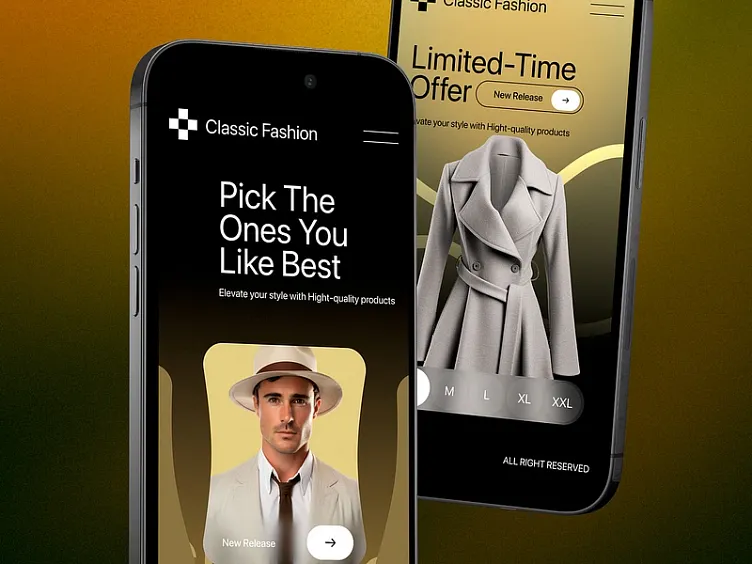 Classic Fashion
Pick The
Ones You
Like Best
Elevate your style with Hight-quality products
New Release
Classic Fashion
Limited-Time
Offer
New Release
vate your style with Hight-quality products
M
L
XL
XXL
ALL RIGHT RESERVED